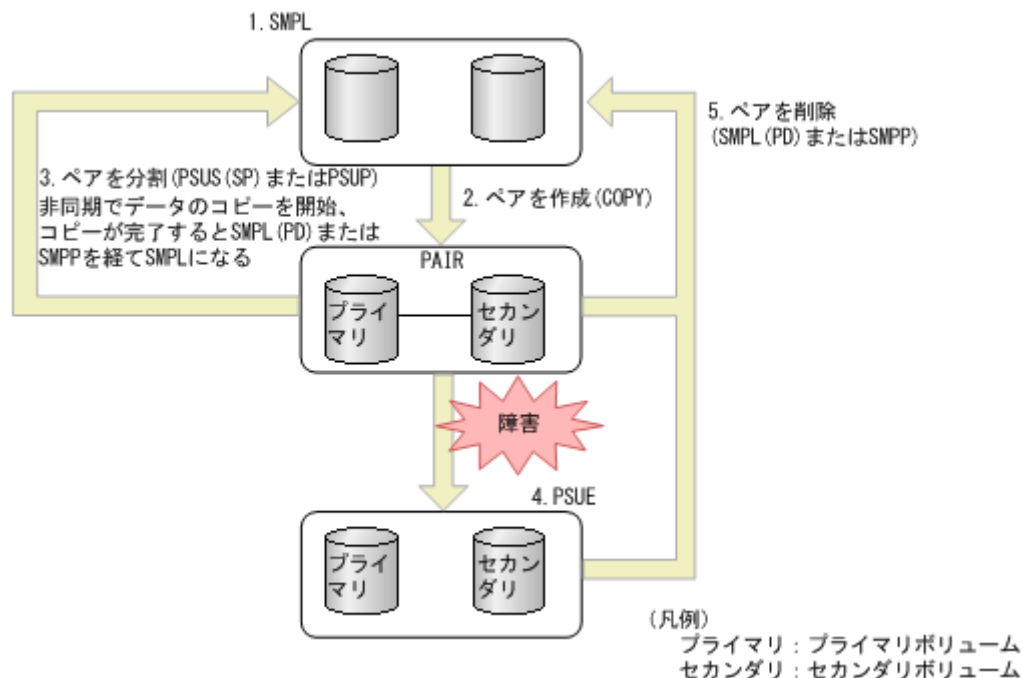 1.SMPL
5.ペアを削除
(SMPL(PD)またはSMPP)
3.ペアを分割(PSUS(SP)またはPSUP)
非同期でデータのコピーを開始、
コピーが完了するとSMPL(PD)または
SMPPを経てSMPLになる
2.ペアを作成(COPY)
PAIR
プライ
マリ
セカン
ダリ
障害
4.PSUE
プライ
マリ
セカン
ダリ
(凡例)
プライマリ：プライマリボリューム
セカンダリ：セカンダリボリューム